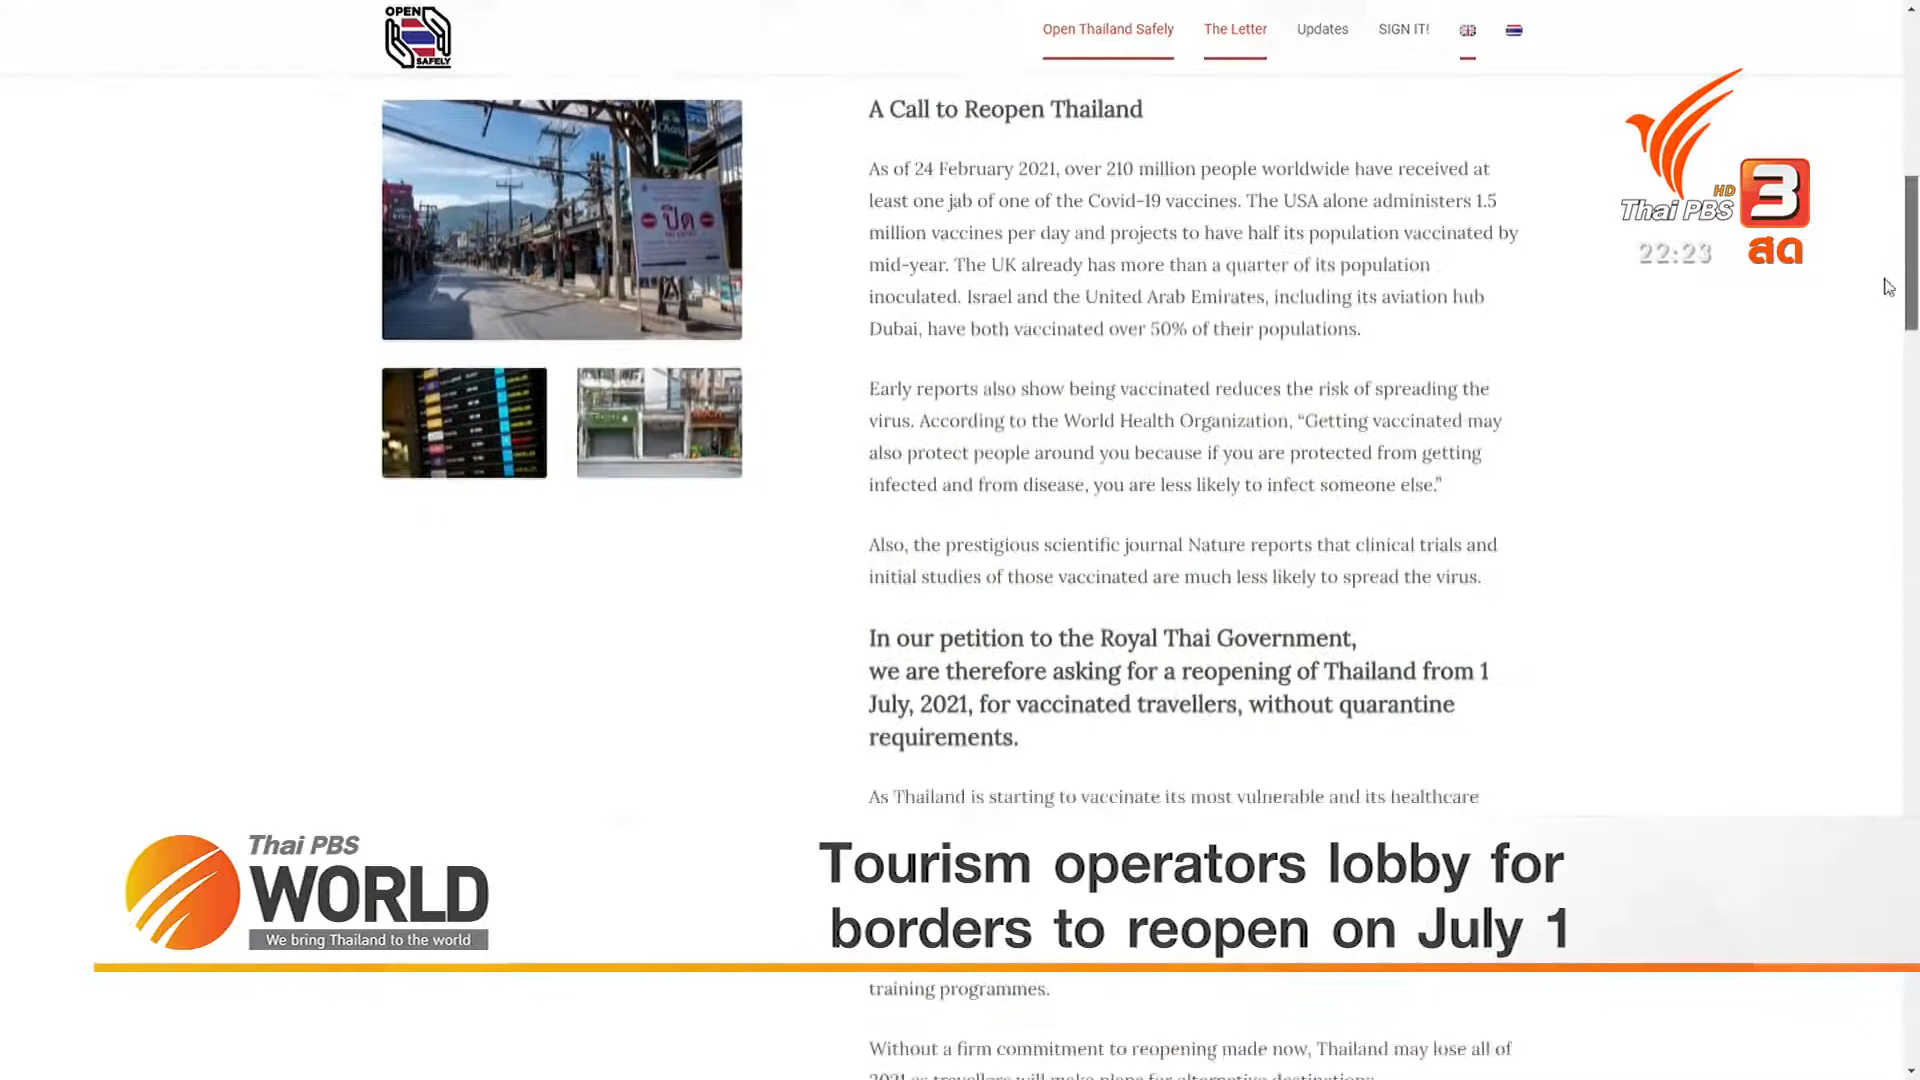 OPEN
SAFELY
Open Thailand Safely
The Letter
Updates
SIGN IT!
A Call to Reopen Thailand
As of 24 February 2021, over 210 million people worldwide have received at
least one jab of one of the Covid-19 vaccines. The USA alone administers 1.5
million vaccines per day and projects to have half its population vaccinated by
mid-year. The UK already has more than a quarter of its population
inoculated. Israel and the United Arab Emirates, including its aviation hub
Dubai, have both vaccinated over 50% of their populations.
Early reports also show being vaccinated reduces the risk of spreading the
virus. According to the World Health Organization, “Getting vaccinated may
also protect people around you because if you are protected from getting
infected and from disease, you are less likely to infect someone else.”
Also, the prestigious scientific journal Nature reports that clinical trials and
initial studies of those vaccinated are much less likely to spread the virus.
In our petition to the Royal Thai Government,
we are therefore asking for a reopening of Thailand from 1
July, 2021, for vaccinated travellers, without quarantine
requirements.
As Thailand is starting to vaccinate its most vulnerable and its healthcare
training programmes.
Without a firm commitment to reopening made now, Thailand may lose all of
2021 as travellers will make plans for alternative destinations.
Chang
ปิด
Thai PBS
HD
3
22:23
สด
Thai PBS
WORLD
We bring Thailand to the world
Tourism operators lobby for
borders to reopen on July 1